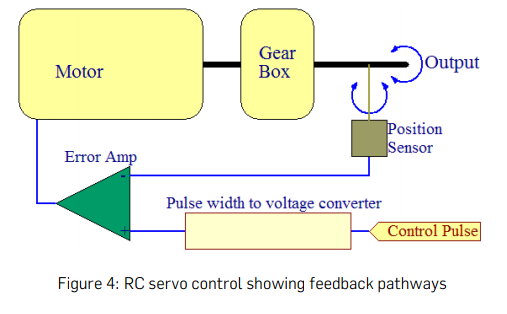 Motor
Gear
Box
Output
Position
Sensor
Error Amp
-
Pulse width to voltage converter
+
Control Pulse
Figure 4: RC servo control showing feedback pathways